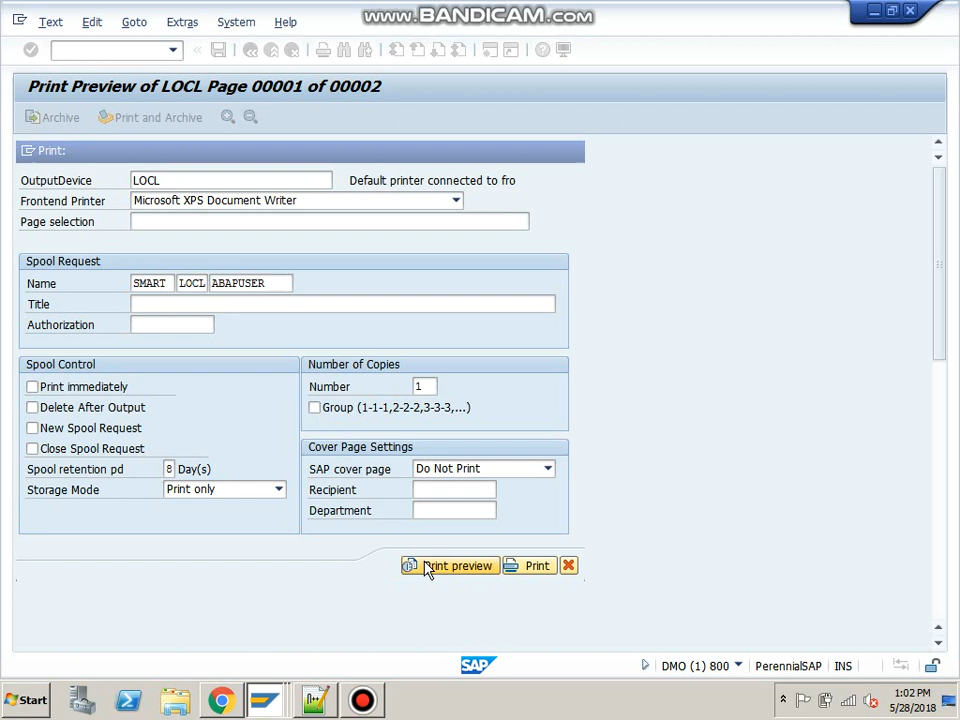 Text Edit Goto Extras System Help
www.BANDICAM.com
Print Preview of LOCL Page 00001 of 00002
Archive Print and Archive
Print:
OutputDevice LOCL Default printer connected to fro
Frontend Printer Microsoft XPS Document Writer
Page selection
Spool Request
Name SMART LOCL ABAPUSER
Title
Authorization
Spool Control Number of Copies
Print immediately Number 1
Delete After Output Group (1-1-1,2-2-2,3-3-3,...)
New Spool Request
Close Spool Request Cover Page Settings
Spool retention pd 8 Day(s) SAP cover page Do Not Print
Storage Mode Print only Recipient
Department
Print preview Print
SAP DMO (1) 800 PerennialSAP INS
Start 1:02 PM
5/28/2018